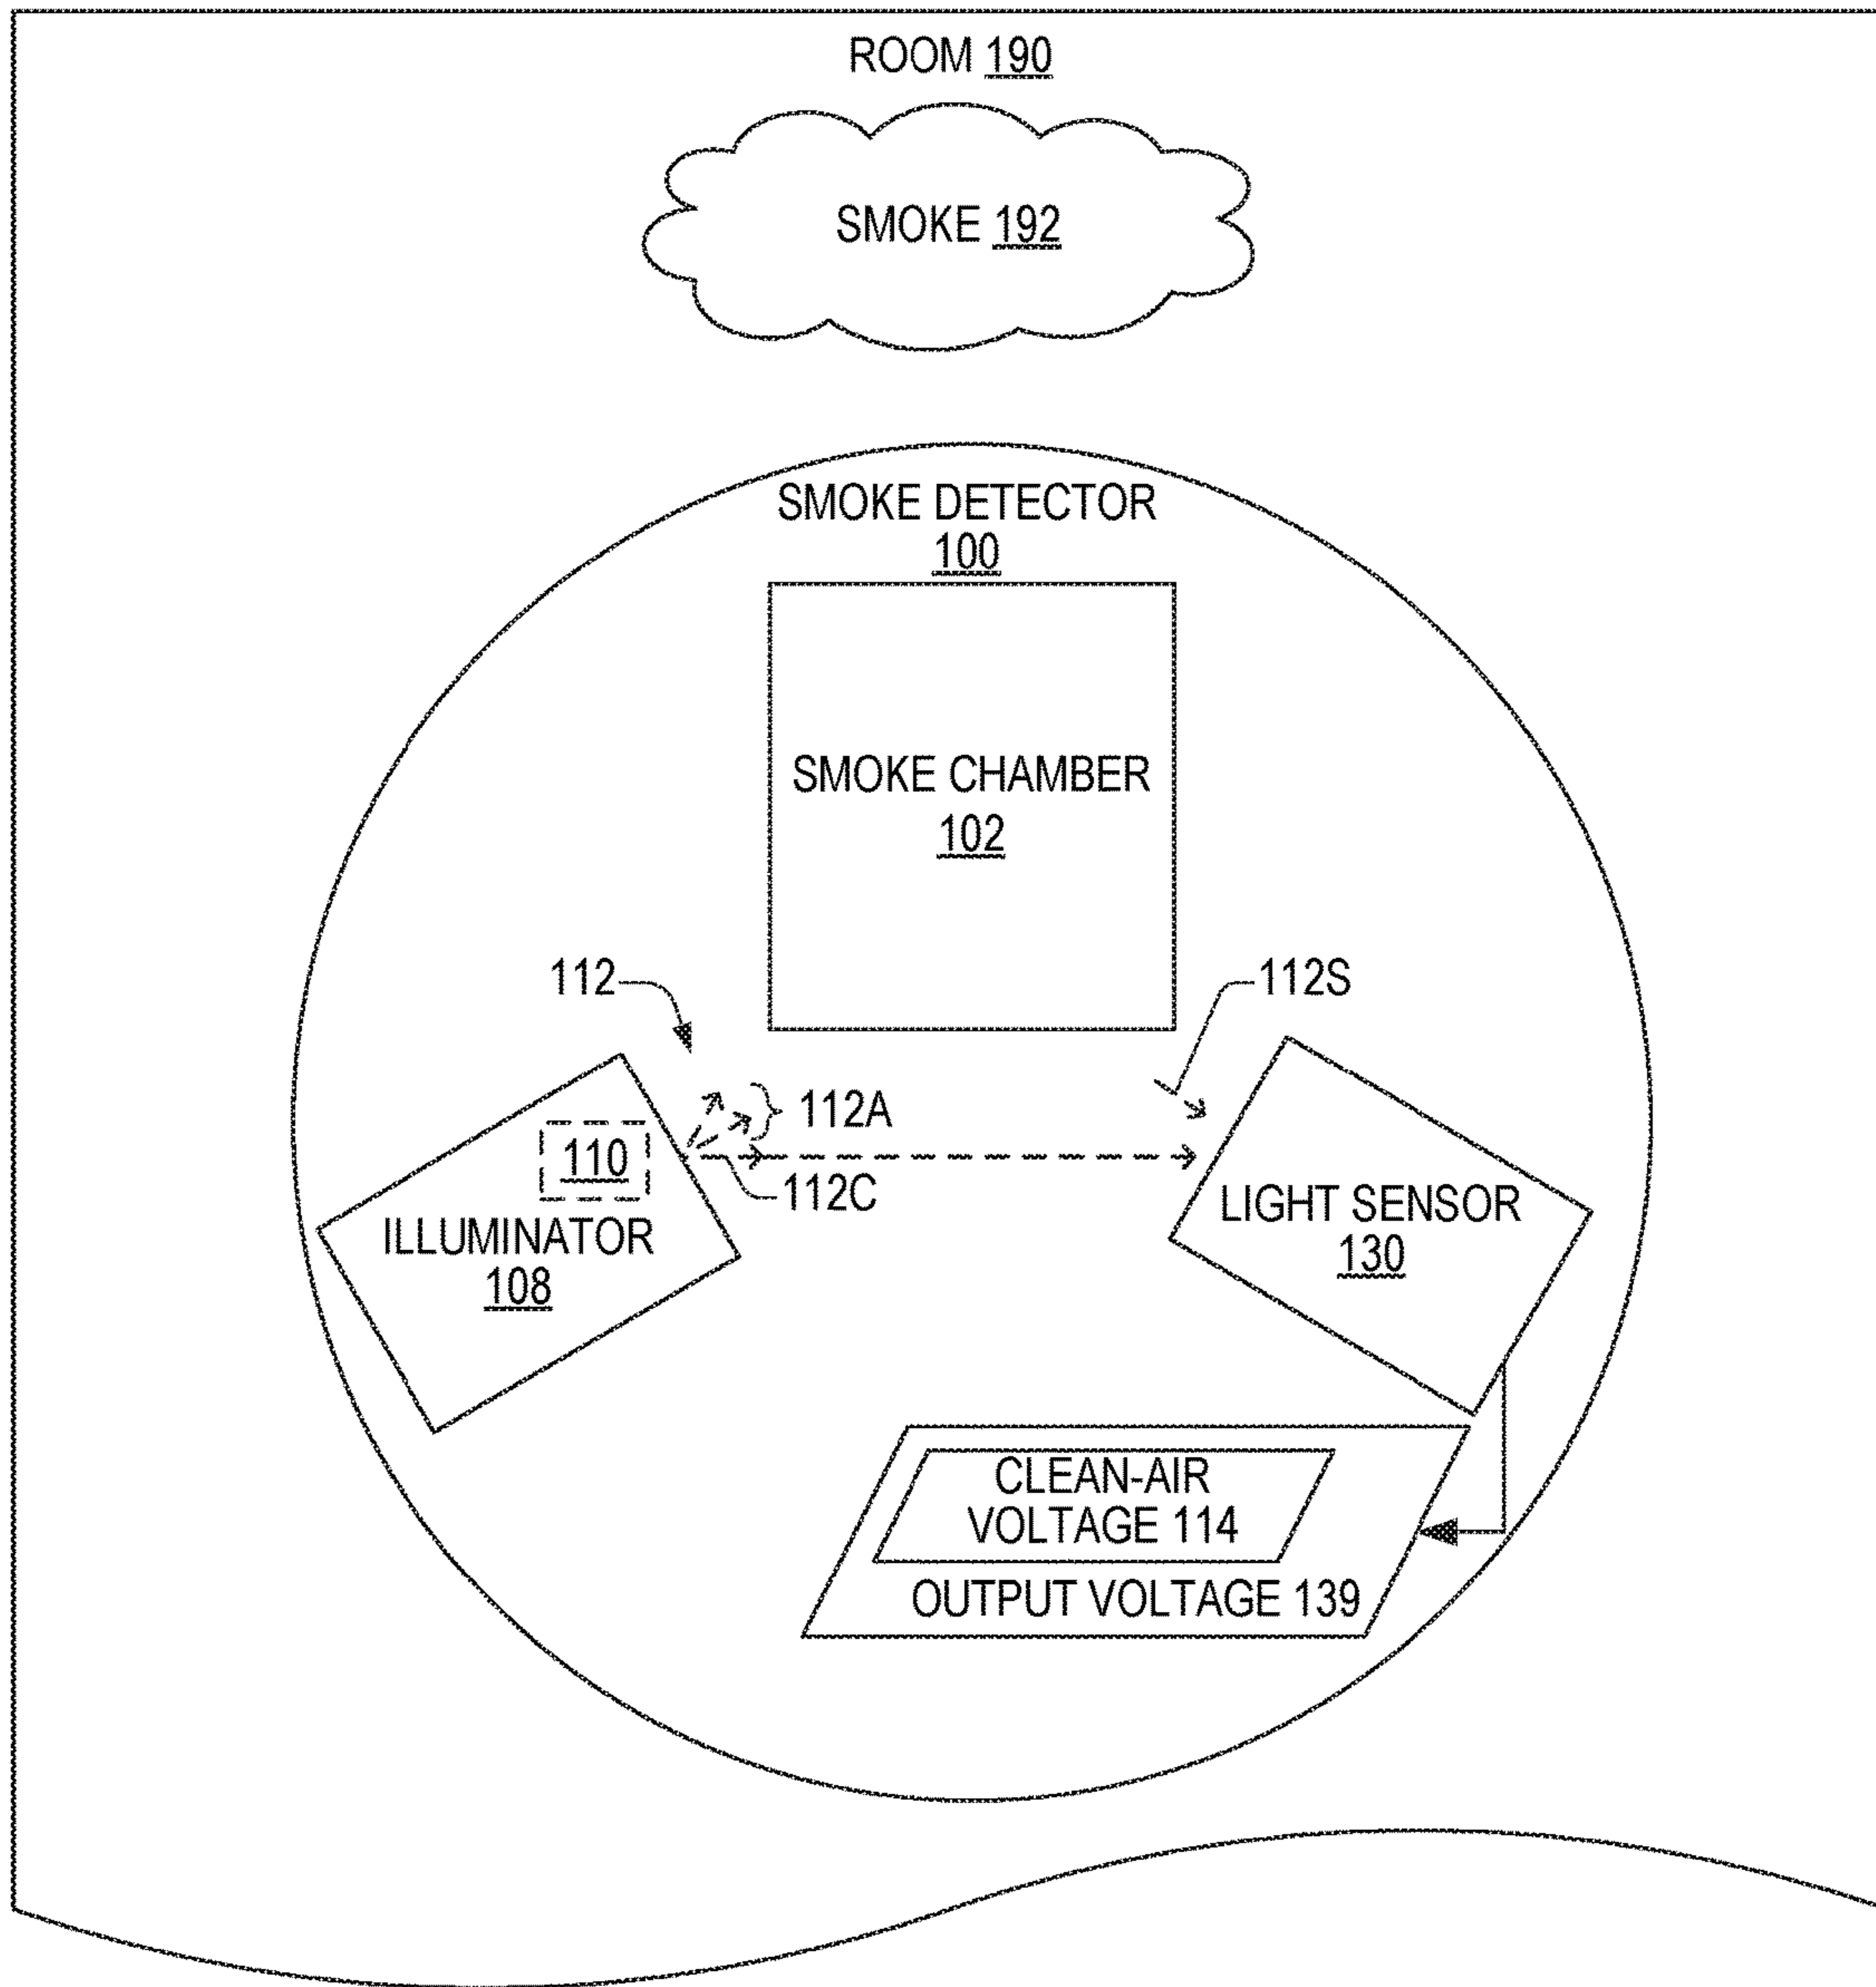 ROOM 190
SMOKE 192
SMOKE DETECTOR
100
SMOKE CHAMBER
102
112
112S
112A
110
112C
ILLUMINATOR
108
LIGHT SENSOR
130
CLEAN-AIR
VOLTAGE 114
OUTPUT VOLTAGE 139